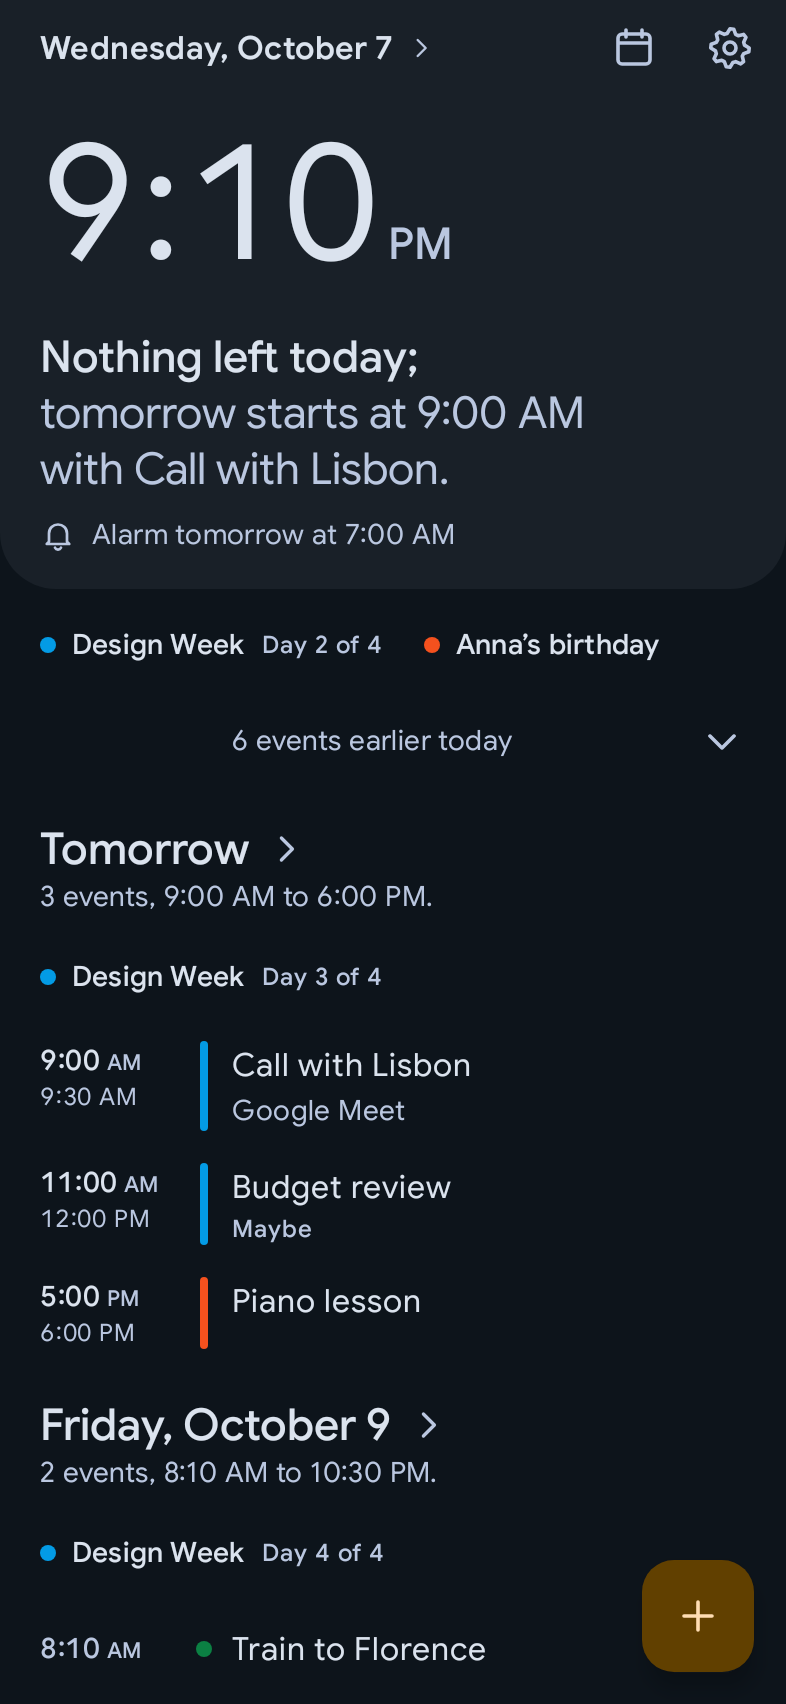 Wednesday, October 7
9:10 PM
Nothing left today;
tomorrow starts at 9:00 AM
with Call with Lisbon.
Alarm tomorrow at 7:00 AM
Design Week Day 2 of 4 Anna’s birthday
6 events earlier today
Tomorrow
3 events, 9:00 AM to 6:00 PM.
Design Week Day 3 of 4
9:00 AM Call with Lisbon
9:30 AM Google Meet
11:00 AM Budget review
12:00 PM Maybe
5:00 PM Piano lesson
6:00 PM
Friday, October 9
2 events, 8:10 AM to 10:30 PM.
Design Week Day 4 of 4
8:10 AM Train to Florence